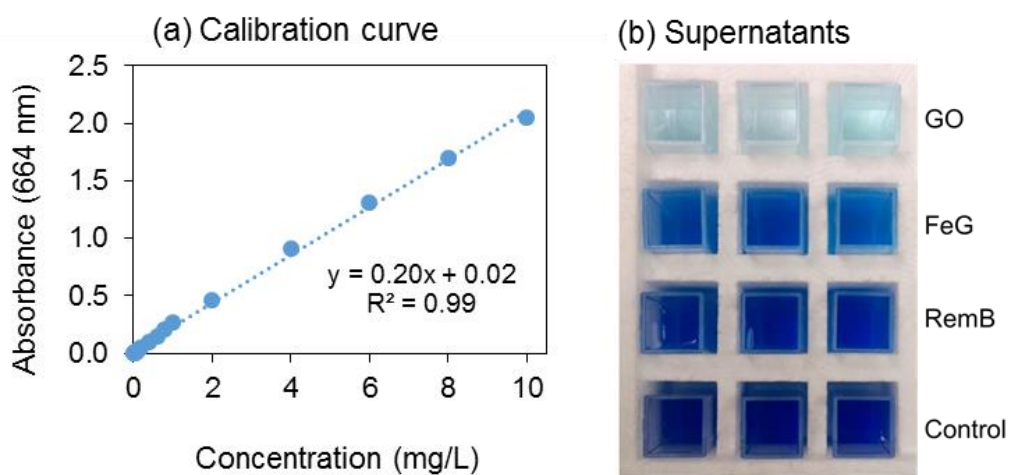 (a) Calibration curve
2.5
2.0
1.5
1.0
0.5
0.0
Absorbance (664 nm)
y = 0.20x + 0.02
R² = 0.99
0 2 4 6 8 10
Concentration (mg/L)
(b) Supernatants
GO
FeG
RemB
Control